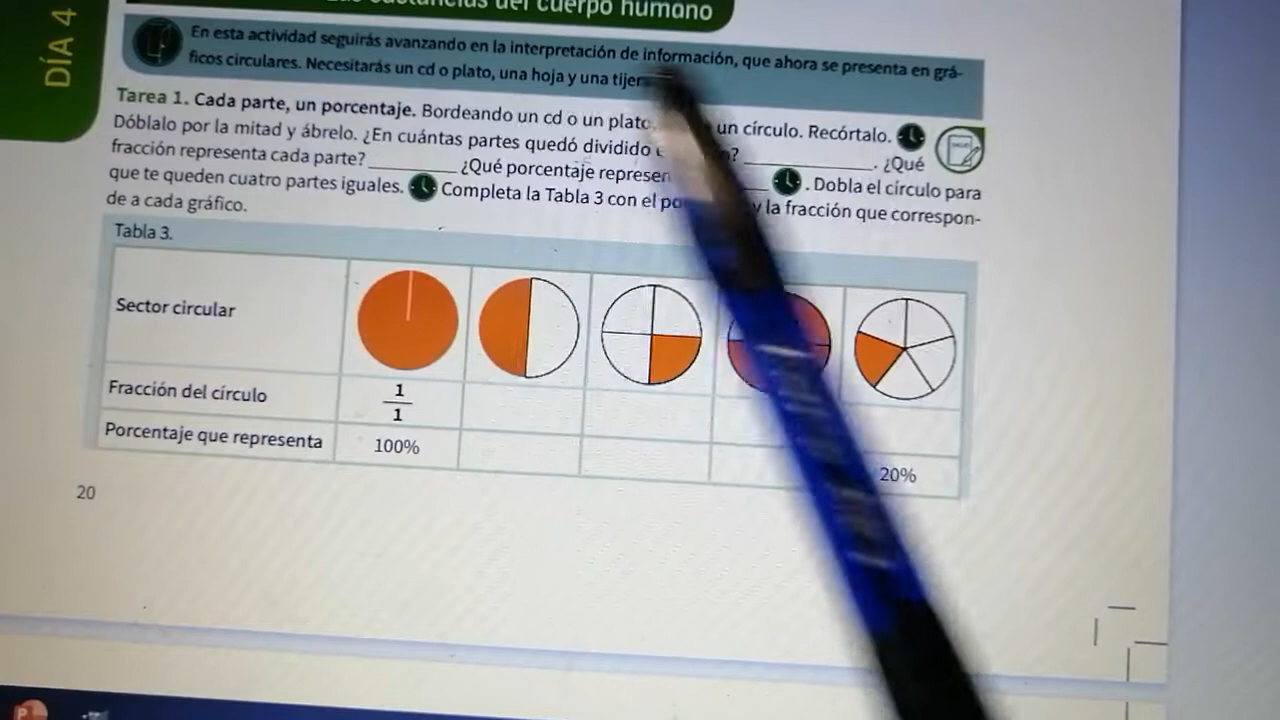 del cuerpo humano
DÍA 4
En esta actividad seguirás avanzando en la interpretación de información, que ahora se presenta en grá-
ficos circulares. Necesitarás un cd o plato, una hoja y una
Tarea 1. Cada parte, un porcentaje. Bordeando un cd o un plato, un círculo. Recórtalo.
Dóblalo por la mitad y ábrelo. ¿En cuántas partes quedó dividido ? ____________. ¿Qué
fracción representa cada parte? _________ ¿Qué porcentaje . Dobla el círculo para
que te queden cuatro partes iguales. Completa la Tabla 3 con el y la fracción que correspon-
de a cada gráfico.
Tabla 3.
Sector circular
Fracción del círculo 1/1
Porcentaje que representa 100% 20%
20